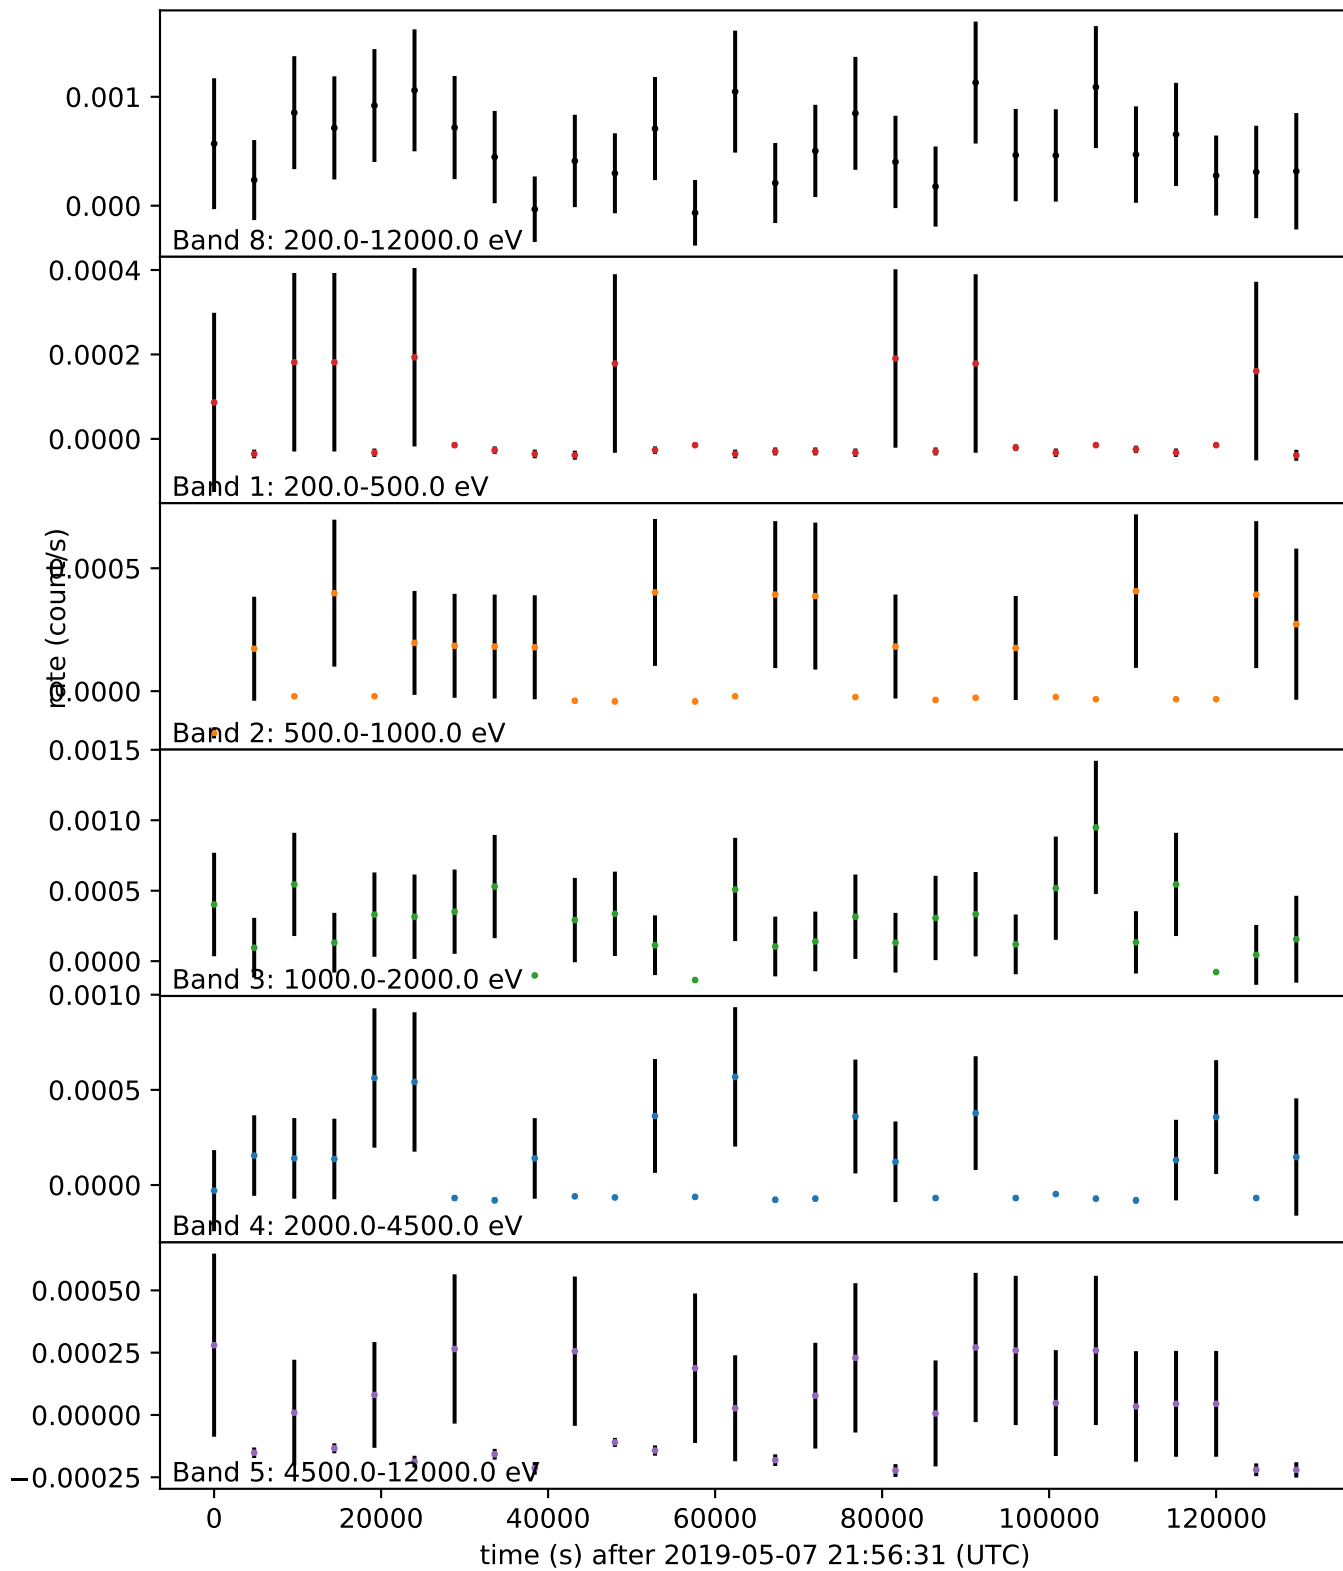 0.001
0.000
Band 8: 200.0-12000.0 eV
0.0004
0.0002
0.0000
Band 1: 200.0-500.0 eV
rate (count/s)
0.0005
0.0000
Band 2: 500.0-1000.0 eV
0.0015
0.0010
0.0005
0.0000
Band 3: 1000.0-2000.0 eV
0.0010
0.0005
0.0000
Band 4: 2000.0-4500.0 eV
0.00050
0.00025
0.00000
−0.00025
Band 5: 4500.0-12000.0 eV
0 20000 40000 60000 80000 100000 120000
time (s) after 2019-05-07 21:56:31 (UTC)